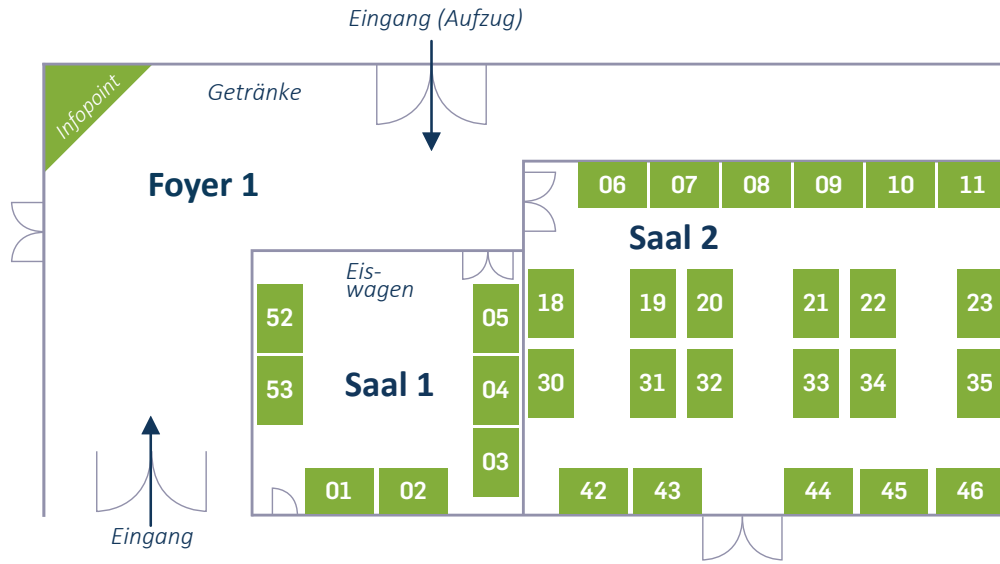 Eingang (Aufzug)
Infopoint
Getränke
Foyer 1
06 07 08 09 10 11
Saal 2
Eis-
wagen
18 19 20 21 22 23
52 05
30 31 32 33 34 35
53 Saal 1 04
03
01 02 42 43 44 45 46
Eingang